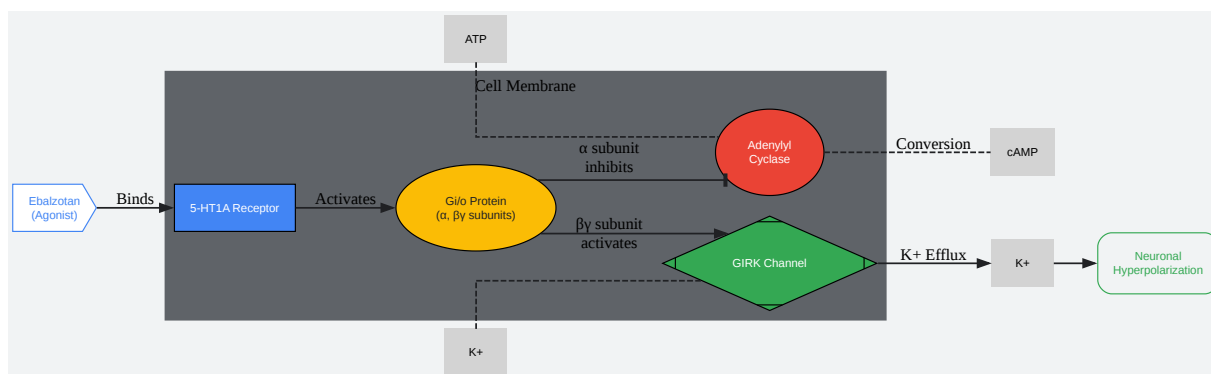 ATP
Cell Membrane
α subunit
inhibits
Adenylyl
Cyclase
Conversion
cAMP
Ebalzotan
(Agonist)
Binds
5-HT1A Receptor
Activates
Gi/o Protein
(α, βγ subunits)
βγ subunit
activates
GIRK Channel
K+ Efflux
K+
Neuronal
Hyperpolarization
K+